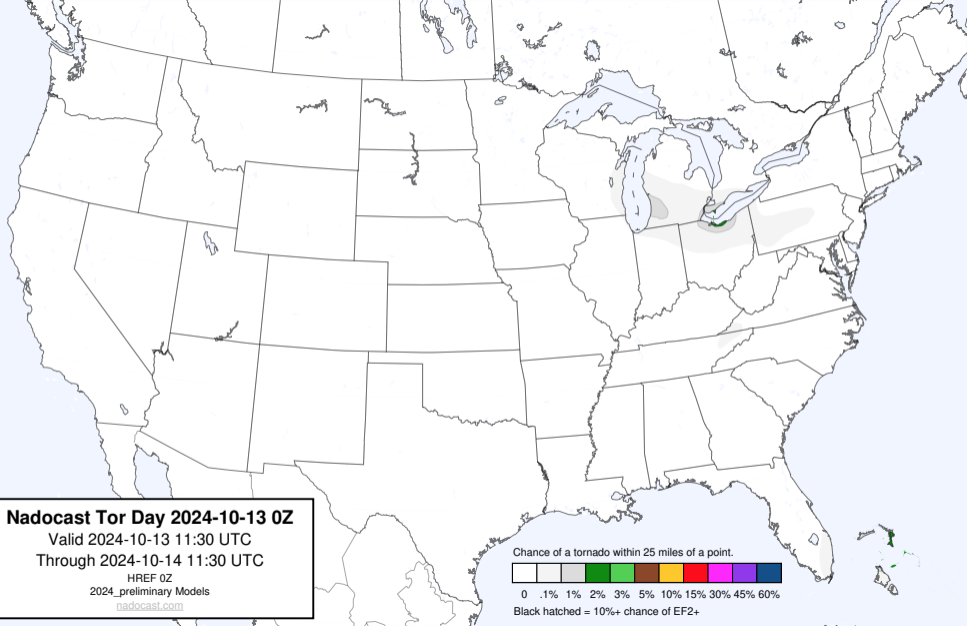 Nadocast Tor Day 2024-10-13 0Z
Valid 2024-10-13 11:30 UTC
Through 2024-10-14 11:30 UTC
HREF 0Z
2024_preliminary Models
nadocast.com
Chance of a tornado within 25 miles of a point.
0 .1% 1% 2% 3% 5% 10% 15% 30% 45% 60%
Black hatched = 10%+ chance of EF2+